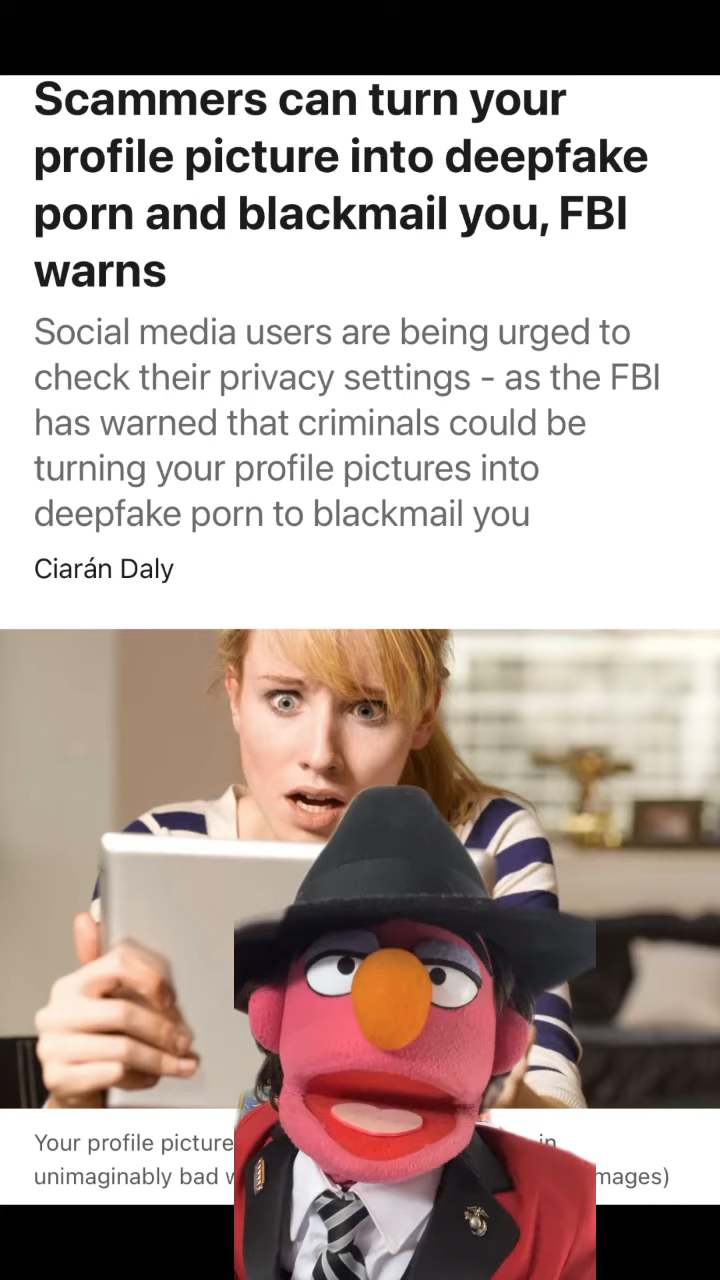 Scammers can turn your
profile picture into deepfake
porn and blackmail you, FBI
warns
Social media users are being urged to
check their privacy settings - as the FBI
has warned that criminals could be
turning your profile pictures into
deepfake porn to blackmail you
Ciarán Daly
Your profile picture in
unimaginably bad mages)